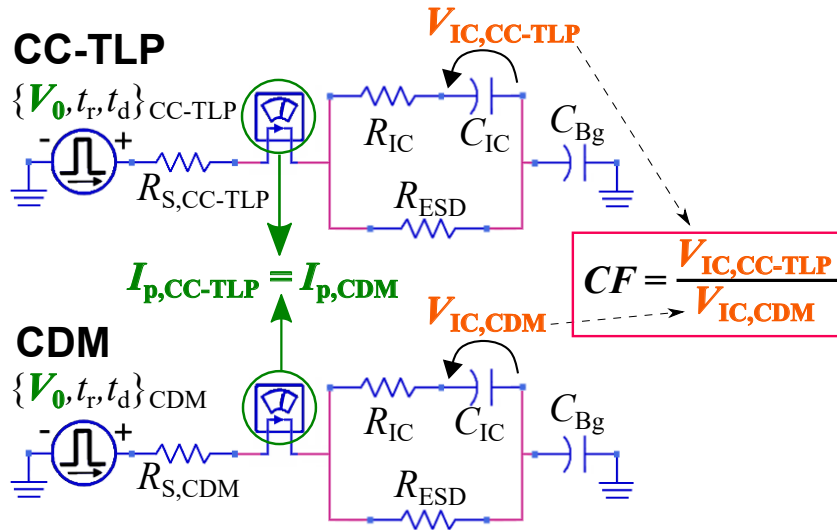 CC-TLP
{V0,tr,td}CC-TLP
- +
RS,CC-TLP
RIC
CIC
VIC,CC-TLP
CBg
RESD
Ip,CC-TLP = Ip,CDM
CF = VIC,CC-TLP
VIC,CDM
VIC,CDM
CDM
{V0,tr,td}CDM
- +
RS,CDM
RIC
CIC
CBg
RESD